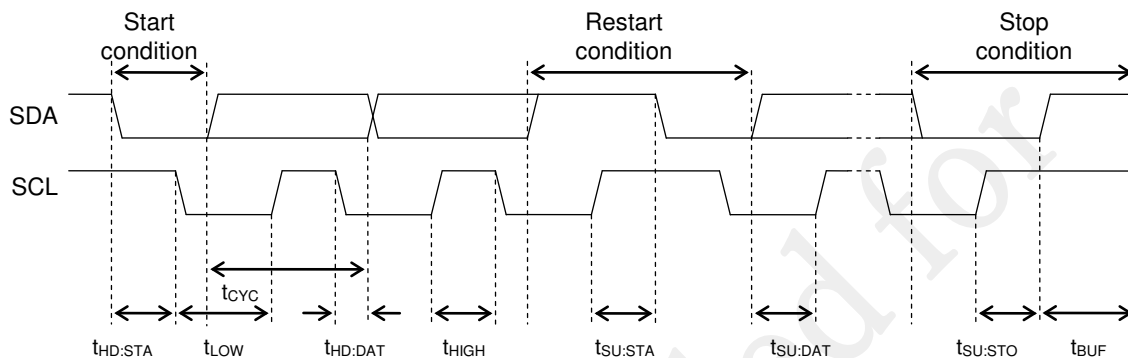 Start condition
Restart condition
Stop condition
SDA
SCL
tCYC
tHD:STA
tLOW
tHD:DAT
tHIGH
tSU:STA
tSU:DAT
tSU:STO
tBUF
for